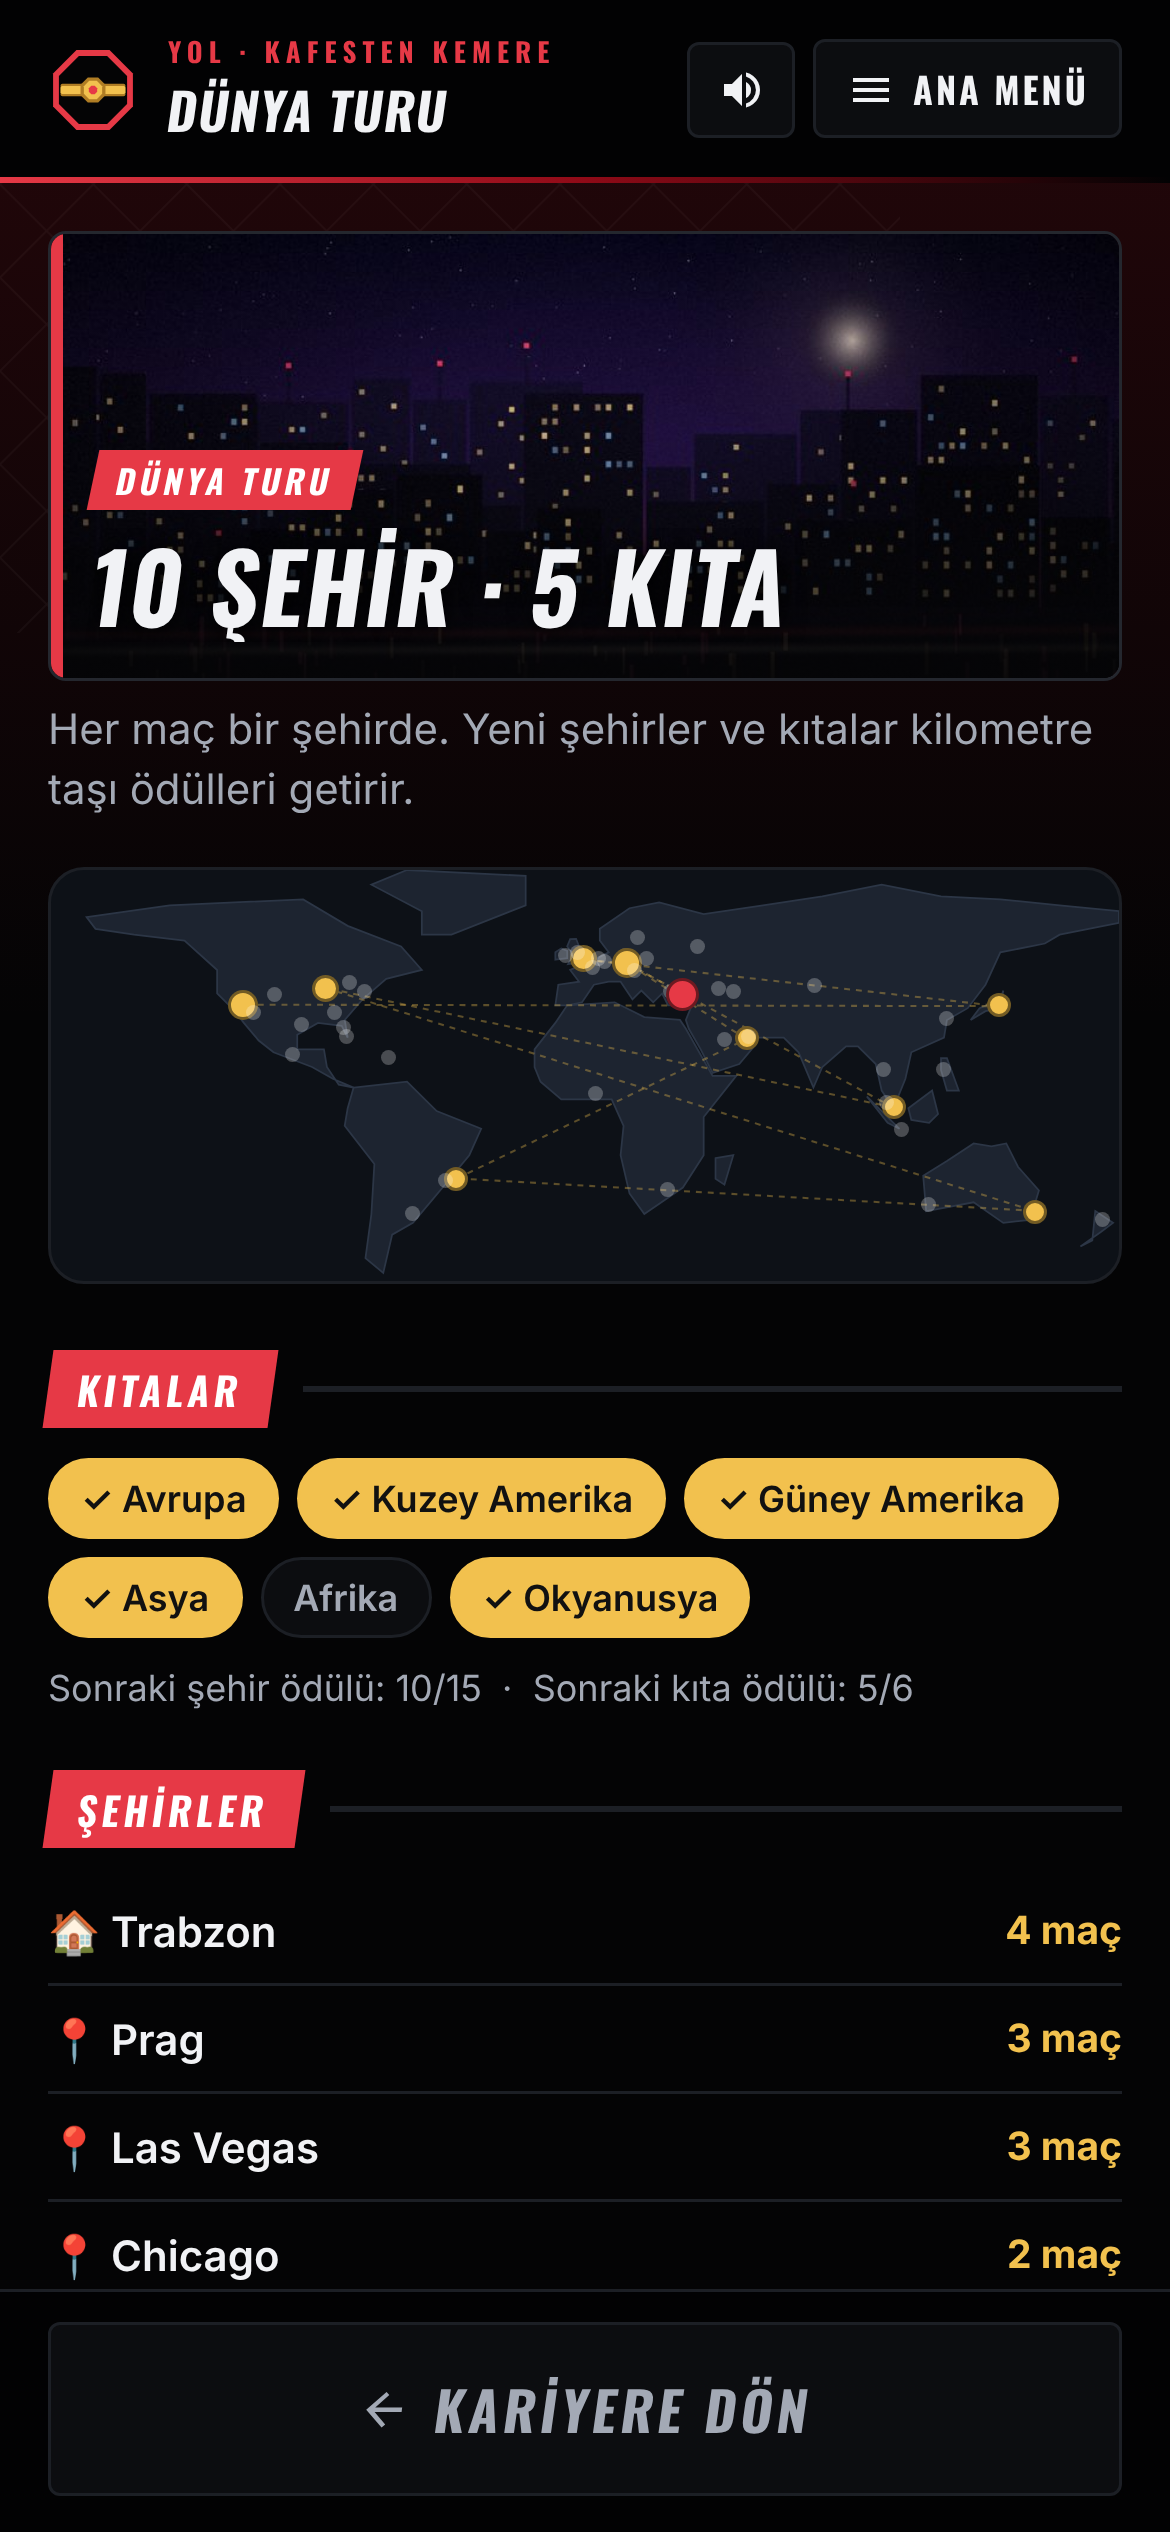 YOL · KAFESTEN KEMERE
DÜNYA TURU
ANA MENÜ
DÜNYA TURU
10 ŞEHİR · 5 KITA
Her maç bir şehirde. Yeni şehirler ve kıtalar kilometre
taşı ödülleri getirir.
KITALAR
✓ Avrupa
✓ Kuzey Amerika
✓ Güney Amerika
✓ Asya
Afrika
✓ Okyanusya
Sonraki şehir ödülü: 10/15 · Sonraki kıta ödülü: 5/6
ŞEHİRLER
Trabzon 4 maç
Prag 3 maç
Las Vegas 3 maç
Chicago 2 maç
← KARİYERE DÖN